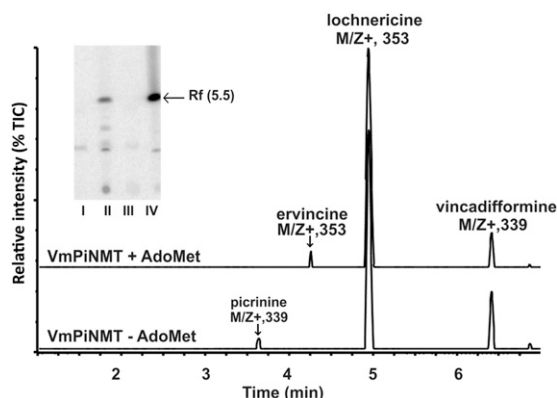 lochnericine
M/Z+, 353
Rf (5.5)
I II III IV
ervincine
M/Z+,353
vincadifformine
M/Z+,339
VmPiNMT + AdoMet
picrinine
M/Z+,339
VmPiNMT - AdoMet
Relative intensity (% TIC)
2 3 4 5 6
Time (min)